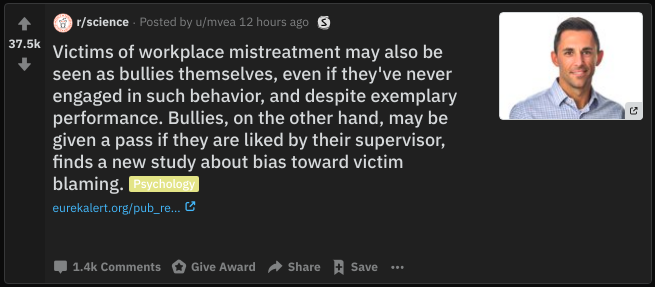 r/science · Posted by u/mvea 12 hours ago S
37.5k
Victims of workplace mistreatment may also be
seen as bullies themselves, even if they've never
engaged in such behavior, and despite exemplary
performance. Bullies, on the other hand, may be
given a pass if they are liked by their supervisor,
finds a new study about bias toward victim
blaming. Psychology
eurekalert.org/pub_re...
1.4k Comments Give Award Share Save